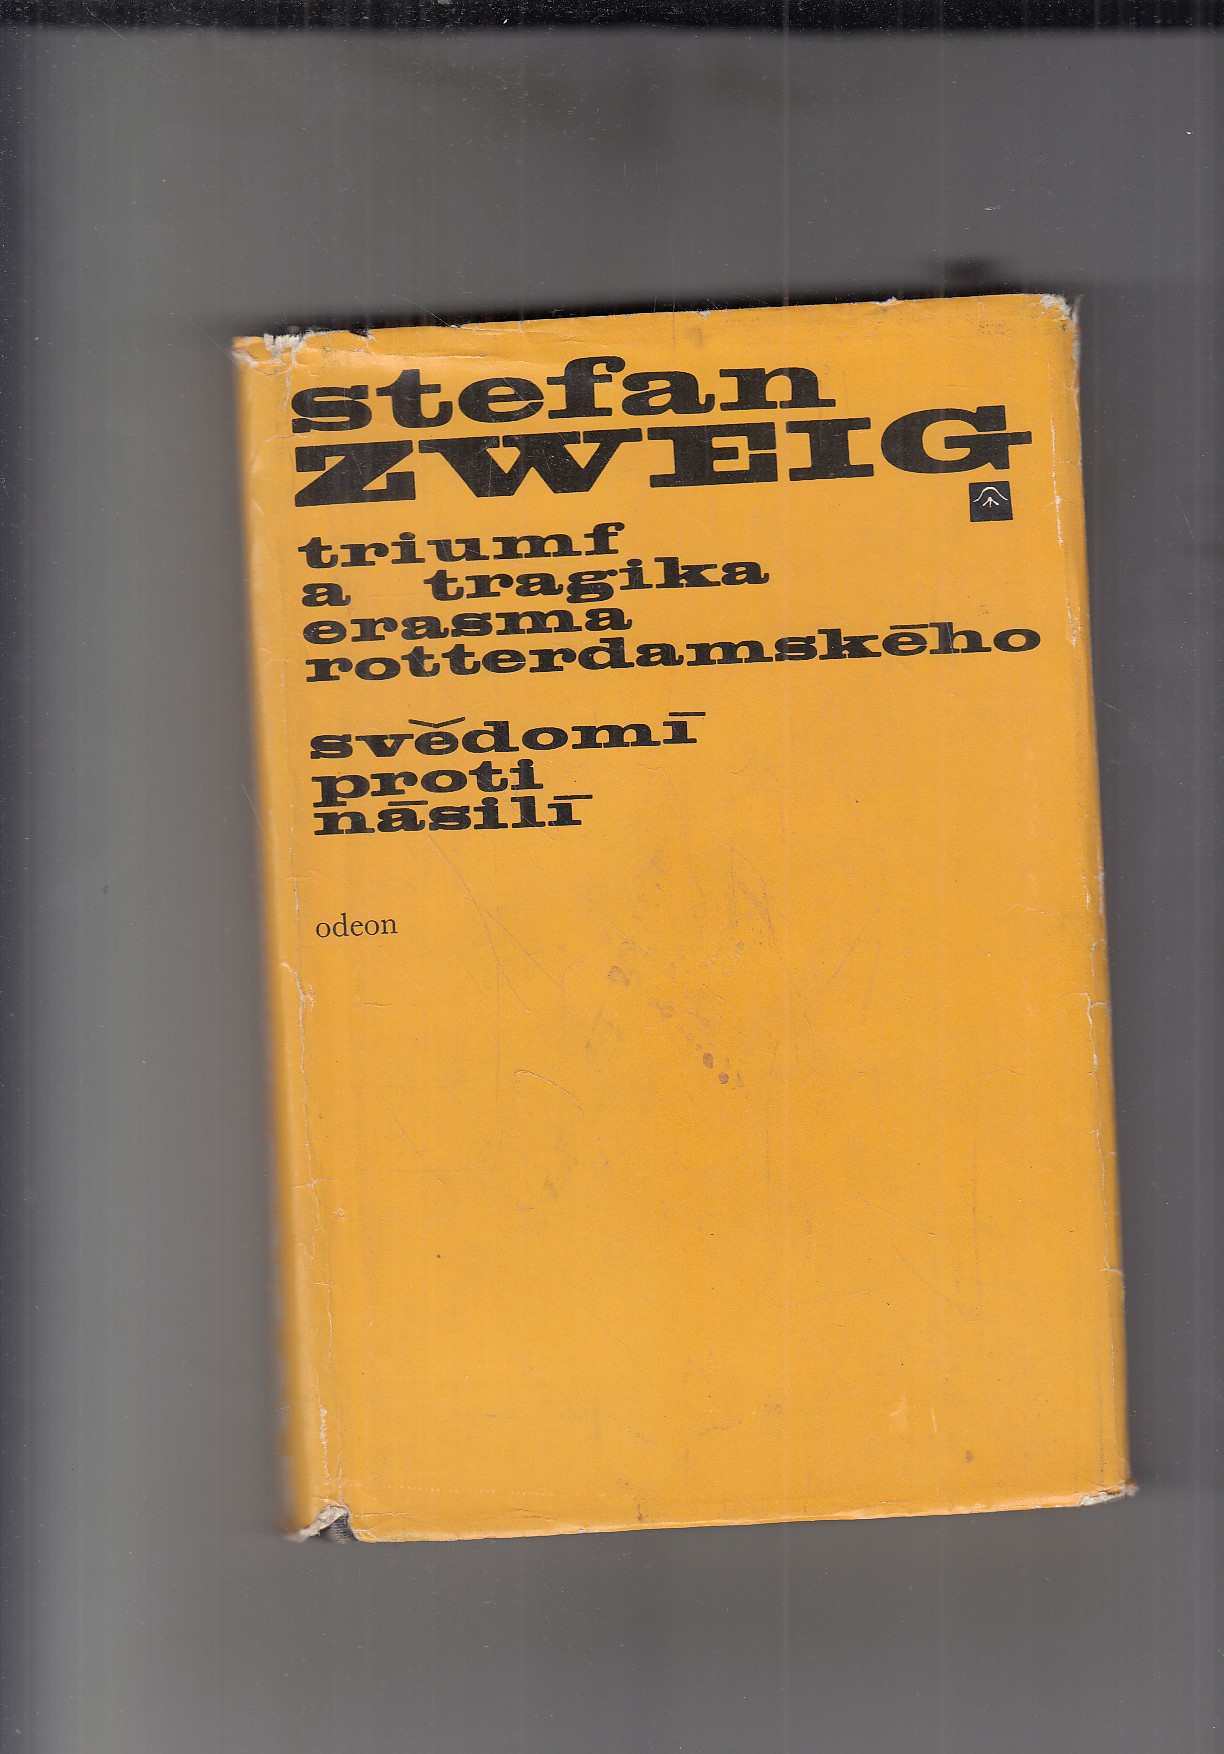 stefan
ZWEIG
triumf
a tragika
erasma
rotterdamského
svědomí
proti
násilí
odeon